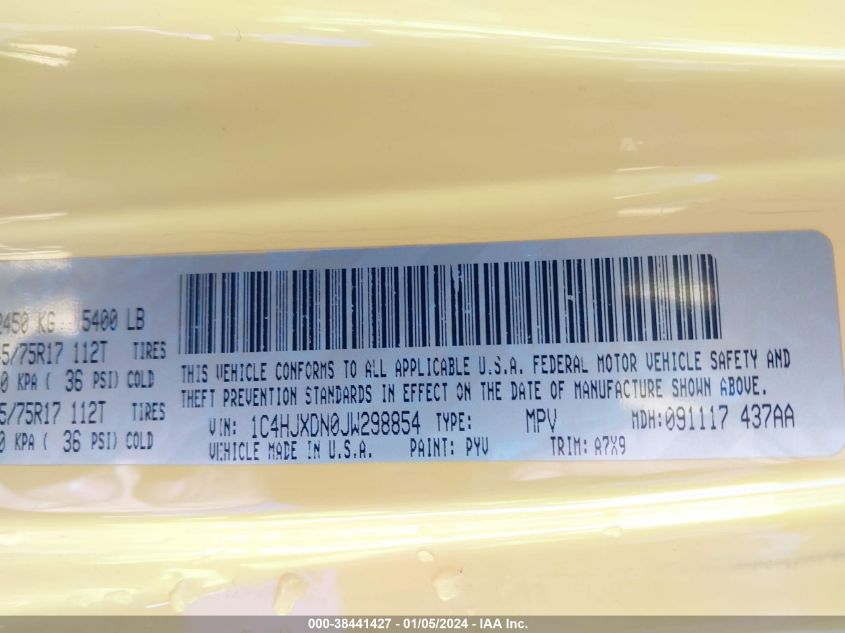 450 KG 5400 LB
5/75R17 112T TIRES
0 KPA ( 36 PSI) COLD
5/75R17 112T TIRES
0 KPA ( 36 PSI) COLD
THIS VEHICLE CONFORMS TO ALL APPLICABLE U.S.A. FEDERAL MOTOR VEHICLE SAFETY AND
THEFT PREVENTION STANDARDS IN EFFECT ON THE DATE OF MANUFACTURE SHOWN ABOVE.
VIN: 1C4HJXDN0JW298854 TYPE: MPV MDH:091117 437AA
VEHICLE MADE IN U.S.A. PAINT: PYV TRIM: A7X9
000-38441427 - 01/05/2024 - IAA Inc.